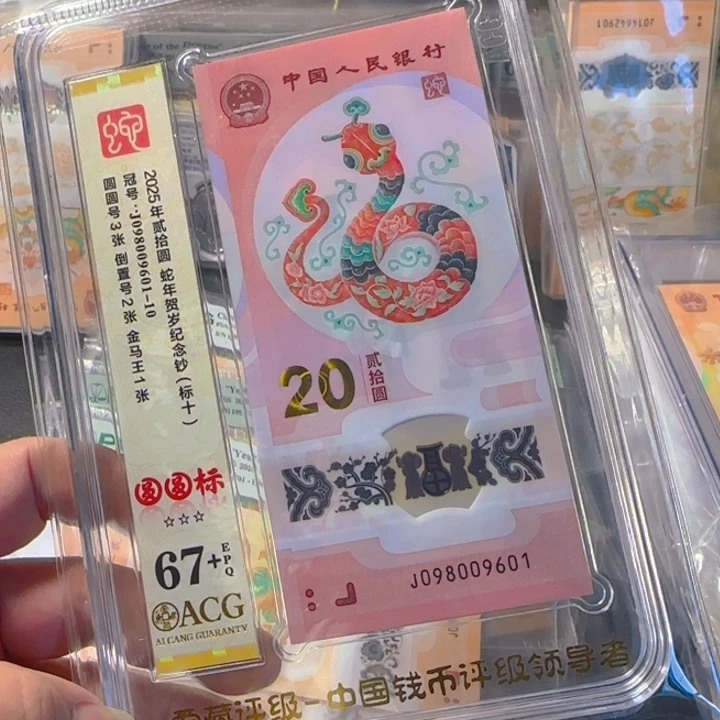 蛇
2025年贰拾圆 蛇年贺岁纪念钞(标十)
冠号:J098009601-10
圆圆号3张 倒置号2张 金马王1张
圆圆标
☆☆☆
67+EPQ
ACG
AI CANG GUARANTY
中国人民银行
蛇
20
贰拾圆
J098009601
爱藏评级-中国钱币评级领导者
J014642901